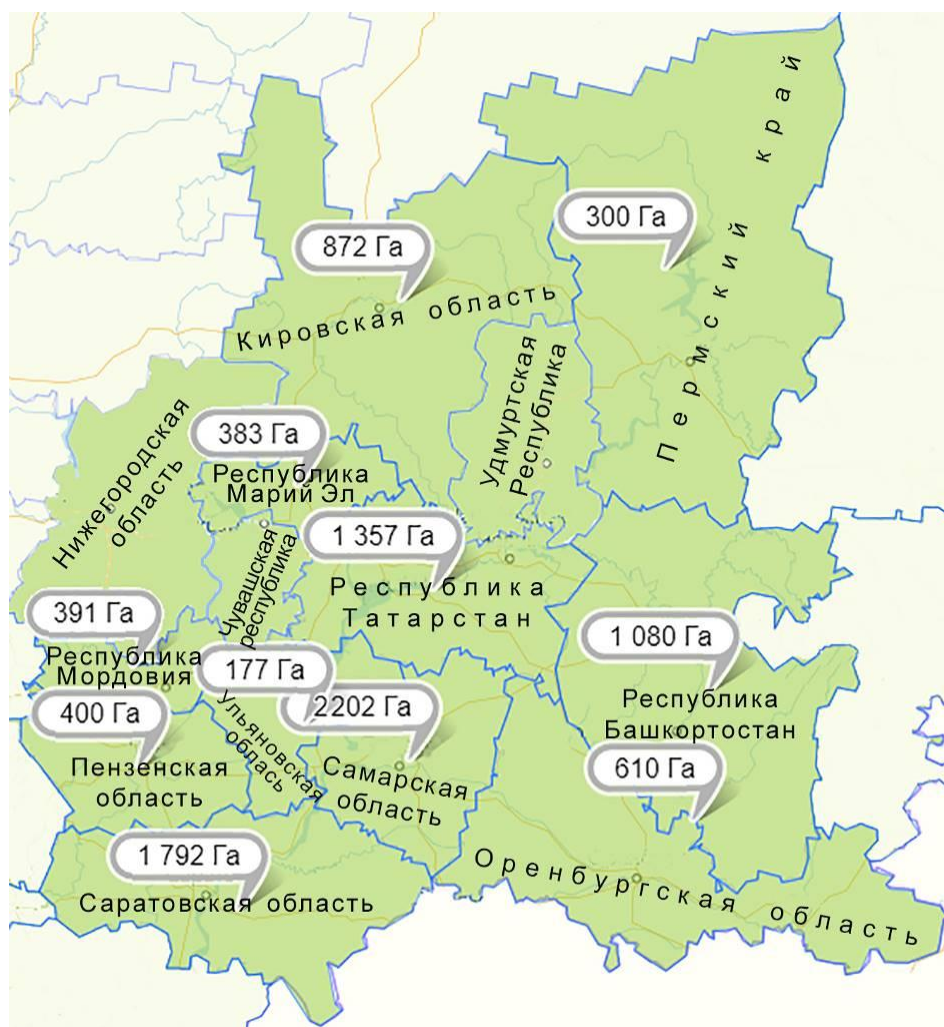 Пермский край
300 Га
872 Га
Кировская область
Удмуртская
Республика
Нижегородская
область
383 Га
Республика
Марий Эл
Чувашская
республика
1 357 Га
Республика
Татарстан
391 Га
Республика
Мордовия
1 080 Га
Республика
Башкортостан
177 Га
2202 Га
400 Га
Ульяновская
облась
Пензенская
область
Самарская
область
610 Га
1 792 Га
Саратовская область
Оренбургская область